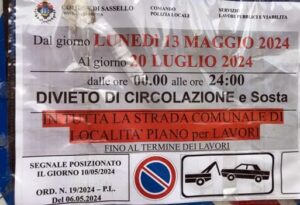 COMUNE DI SASSELLO
COMANDO
POLIZIA LOCALE
SERVIZIO
LAVORI PUBBLICI E VIABILITA
Dal giorno LUNEDÌ 13 MAGGIO 2024
Al giorno 20 LUGLIO 2024
dalle ore 00.00 alle ore 24:00
DIVIETO DI CIRCOLAZIONE e Sosta
IN TUTTA LA STRADA COMUNALE DI
LOCALITA' PIANO per LAVORI
FINO AL TERMINE DEI LAVORI
SEGNALE POSIZIONATO
IL GIORNO 10/05/2024
ORD. N. 19/2024 - P.L.
Del 06.05.2024